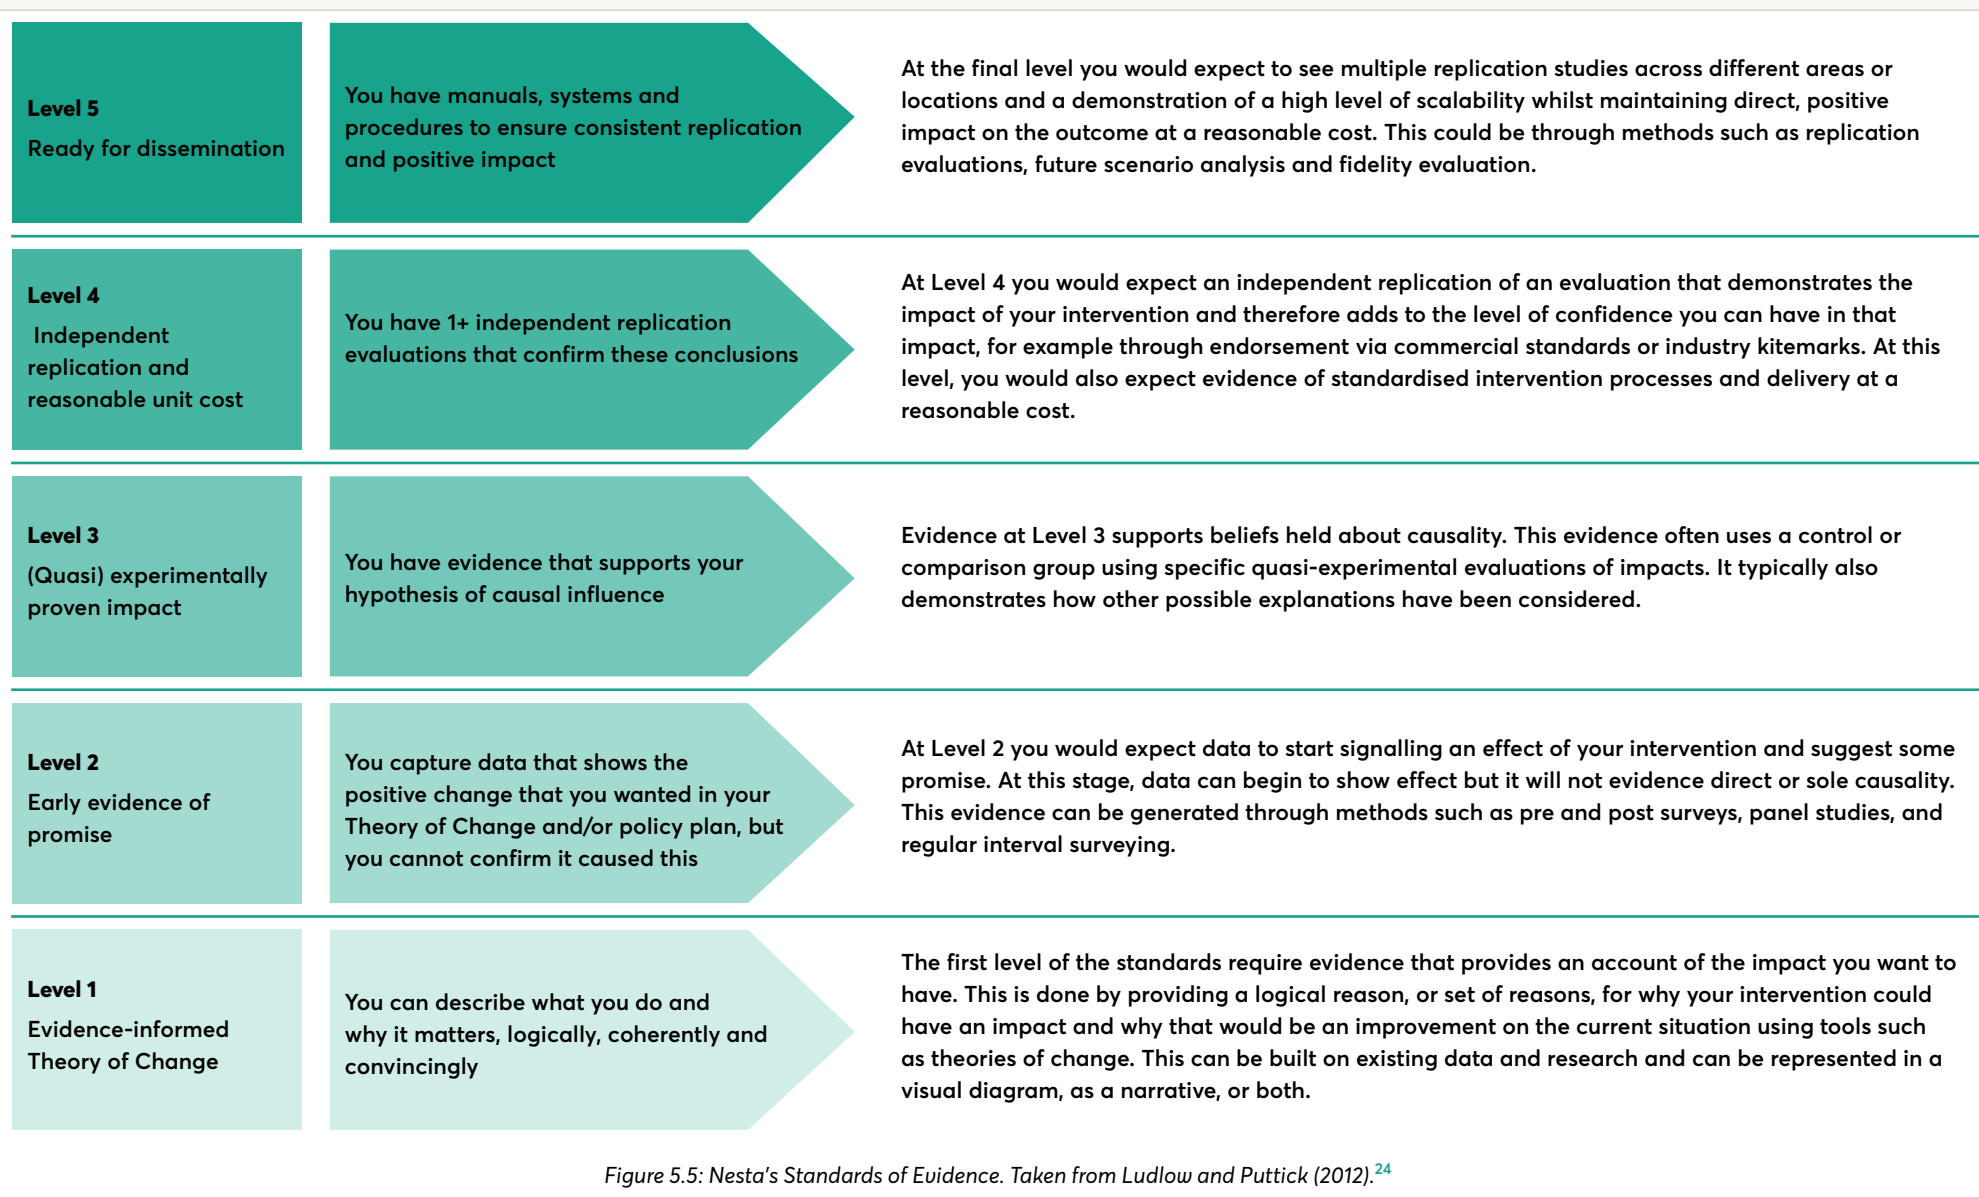 Level 5
Ready for dissemination
You have manuals, systems and
procedures to ensure consistent replication
and positive impact
At the final level you would expect to see multiple replication studies across different areas or
locations and a demonstration of a high level of scalability whilst maintaining direct, positive
impact on the outcome at a reasonable cost. This could be through methods such as replication
evaluations, future scenario analysis and fidelity evaluation.
Level 4
Independent
replication and
reasonable unit cost
You have 1+ independent replication
evaluations that confirm these conclusions
At Level 4 you would expect an independent replication of an evaluation that demonstrates the
impact of your intervention and therefore adds to the level of confidence you can have in that
impact, for example through endorsement via commercial standards or industry kitemarks. At this
level, you would also expect evidence of standardised intervention processes and delivery at a
reasonable cost.
Level 3
(Quasi) experimentally
proven impact
You have evidence that supports your
hypothesis of causal influence
Evidence at Level 3 supports beliefs held about causality. This evidence often uses a control or
comparison group using specific quasi-experimental evaluations of impacts. It typically also
demonstrates how other possible explanations have been considered.
Level 2
Early evidence of
promise
You capture data that shows the
positive change that you wanted in your
Theory of Change and/or policy plan, but
you cannot confirm it caused this
At Level 2 you would expect data to start signalling an effect of your intervention and suggest some
promise. At this stage, data can begin to show effect but it will not evidence direct or sole causality.
This evidence can be generated through methods such as pre and post surveys, panel studies, and
regular interval surveying.
Level 1
Evidence-informed
Theory of Change
You can describe what you do and
why it matters, logically, coherently and
convincingly
The first level of the standards require evidence that provides an account of the impact you want to
have. This is done by providing a logical reason, or set of reasons, for why your intervention could
have an impact and why that would be an improvement on the current situation using tools such
as theories of change. This can be built on existing data and research and can be represented in a
visual diagram, as a narrative, or both.
Figure 5.5: Nesta's Standards of Evidence. Taken from Ludlow and Puttick (2012).24